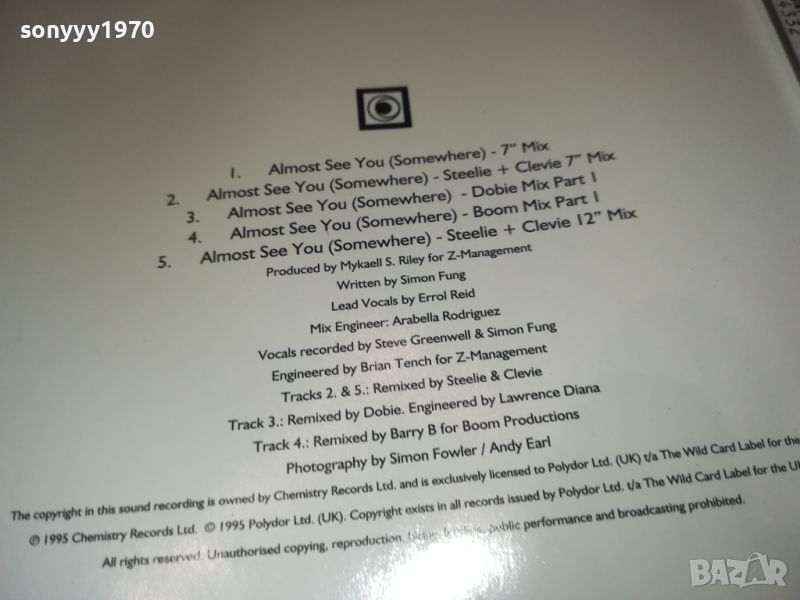 sonyyy1970
4332
1. Almost See You (Somewhere) - 7" Mix
2. Almost See You (Somewhere) - Steelie + Clevie 7" Mix
3. Almost See You (Somewhere) - Dobie Mix Part 1
4. Almost See You (Somewhere) - Boom Mix Part 1
5. Almost See You (Somewhere) - Steelie + Clevie 12" Mix
Produced by Mykaell S. Riley for Z-Management
Written by Simon Fung
Lead Vocals by Errol Reid
Mix Engineer: Arabella Rodriguez
Vocals recorded by Steve Greenwell & Simon Fung
Engineered by Brian Tench for Z-Management
Tracks 2. & 5.: Remixed by Steelie & Clevie
Track 3.: Remixed by Dobie. Engineered by Lawrence Diana
Track 4.: Remixed by Barry B for Boom Productions
Photography by Simon Fowler / Andy Earl
The copyright in this sound recording is owned by Chemistry Records Ltd. and is exclusively licensed to Polydor Ltd. (UK) t/a The Wild Card Label for the
℗ 1995 Chemistry Records Ltd. © 1995 Polydor Ltd. (UK). Copyright exists in all records issued by Polydor Ltd. t/a The Wild Card Label for the U
All rights reserved. Unauthorised copying, reproduction, public performance and broadcasting prohibited.
BAZAR